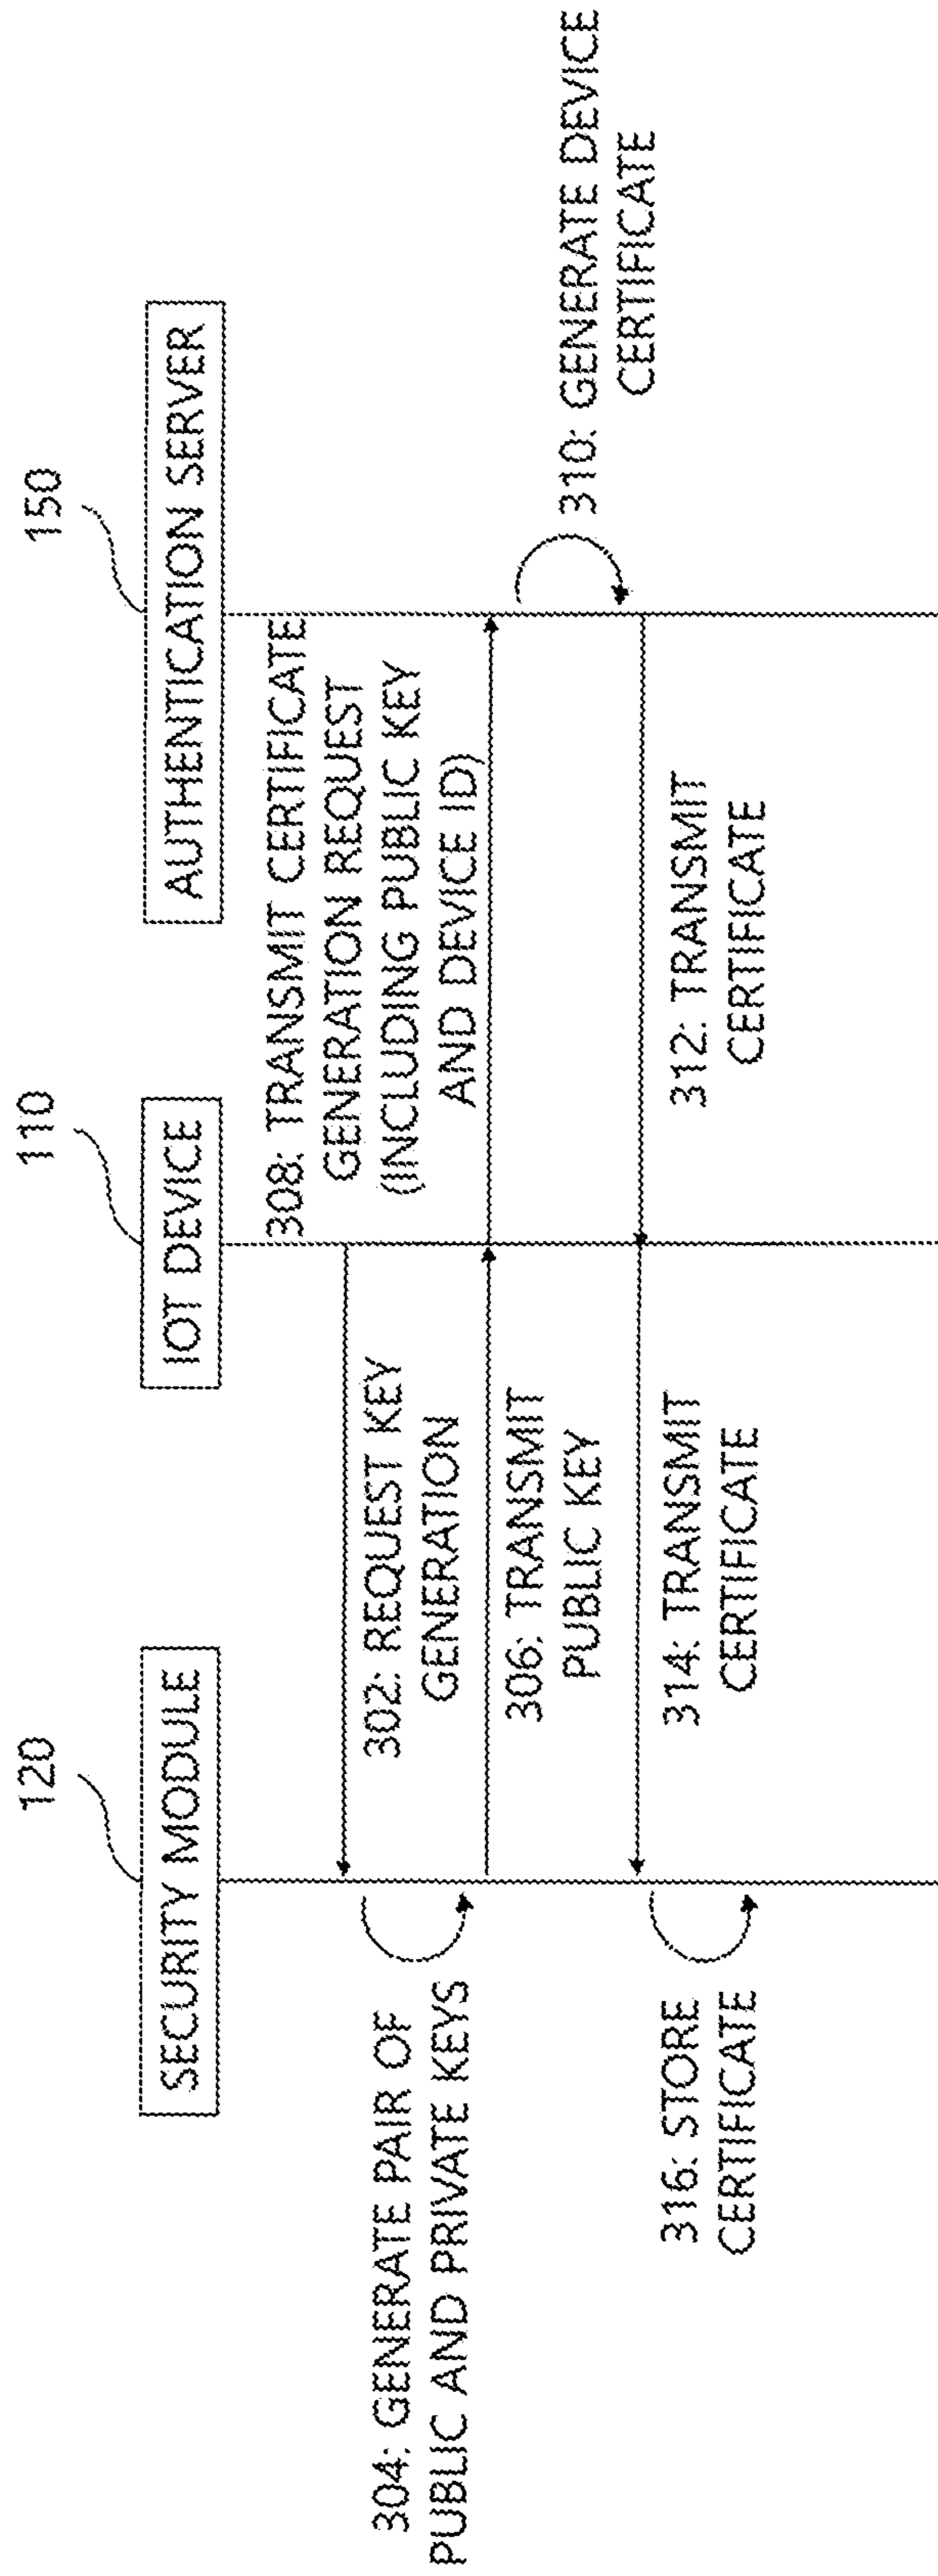 120
110
150
SECURITY MODULE
IOT DEVICE
AUTHENTICATION SERVER
302: REQUEST KEY
GENERATION
304: GENERATE PAIR OF
PUBLIC AND PRIVATE KEYS
306: TRANSMIT
PUBLIC KEY
308: TRANSMIT CERTIFICATE
GENERATION REQUEST
(INCLUDING PUBLIC KEY
AND DEVICE ID)
310: GENERATE DEVICE
CERTIFICATE
312: TRANSMIT
CERTIFICATE
314: TRANSMIT
CERTIFICATE
316: STORE
CERTIFICATE